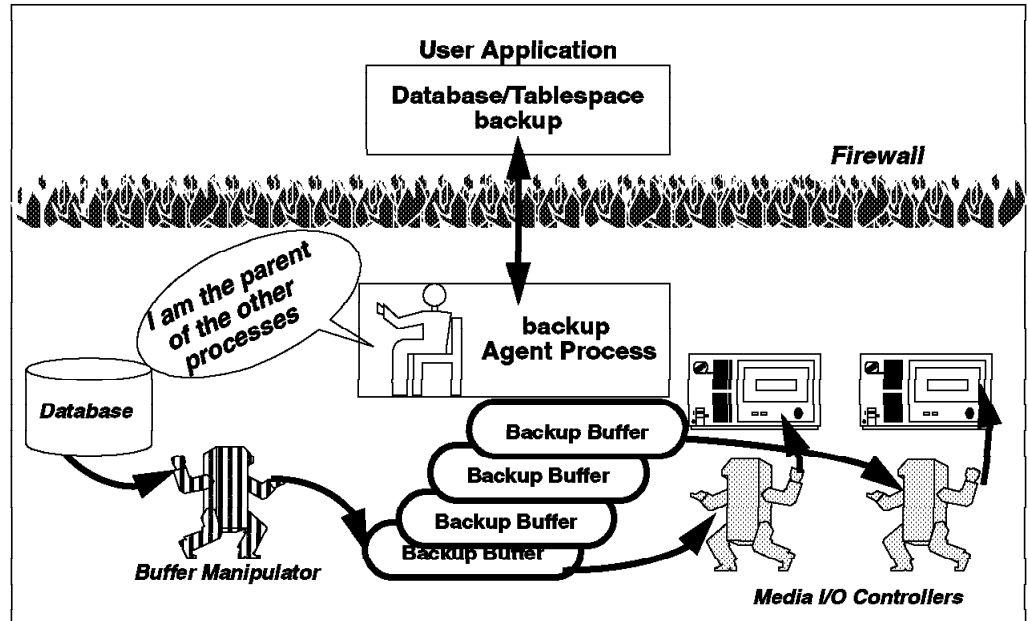 User Application
Database/Tablespace
backup
Firewall
I am the parent
of the other
processes
backup
Agent Process
Database
Backup Buffer
Backup Buffer
Backup Buffer
Backup Buffer
Buffer Manipulator
Media I/O Controllers